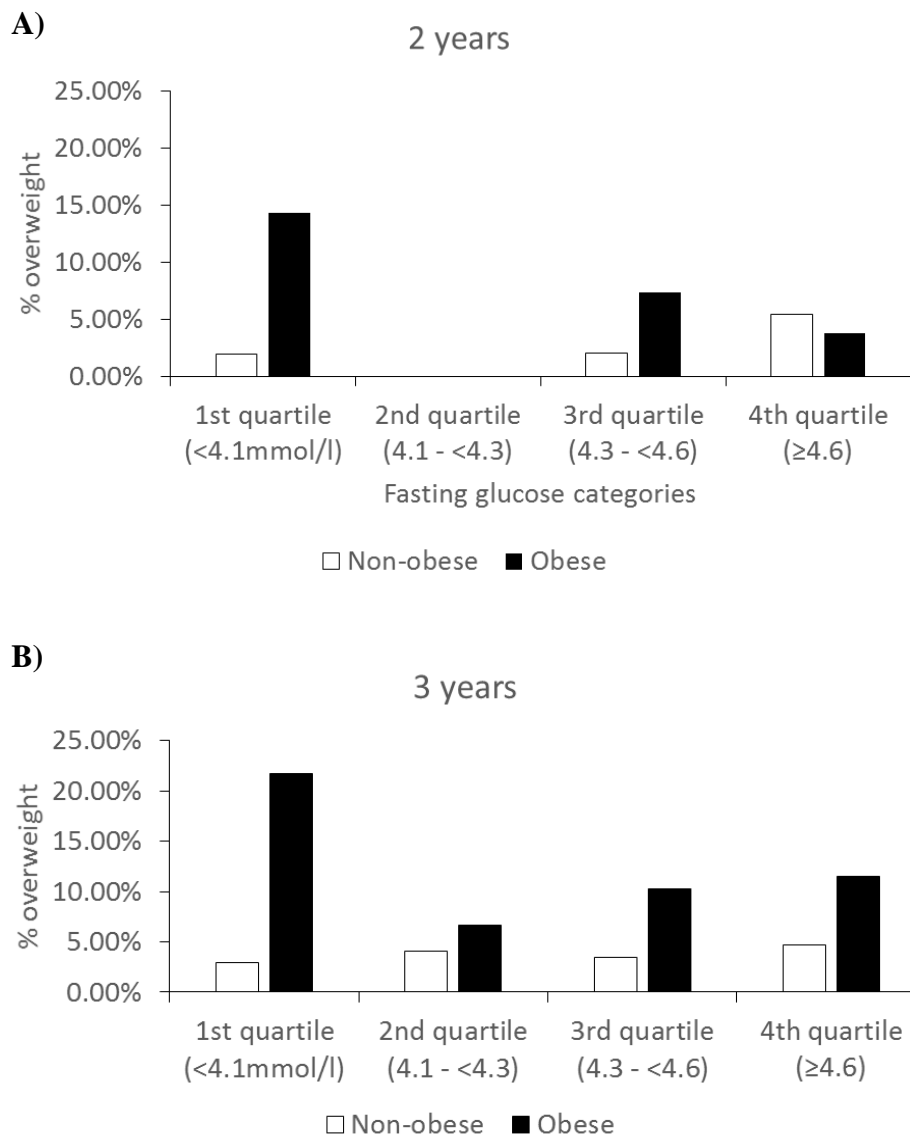 A)
2 years
25.00%
20.00%
15.00%
10.00%
5.00%
0.00%
% overweight
1st quartile 2nd quartile 3rd quartile 4th quartile
(<4.1mmol/l) (4.1 - <4.3) (4.3 - <4.6) (≥4.6)
Fasting glucose categories
Non-obese Obese
B)
3 years
25.00%
20.00%
15.00%
10.00%
5.00%
0.00%
% overweight
1st quartile 2nd quartile 3rd quartile 4th quartile
(<4.1mmol/l) (4.1 - <4.3) (4.3 - <4.6) (≥4.6)
Non-obese Obese